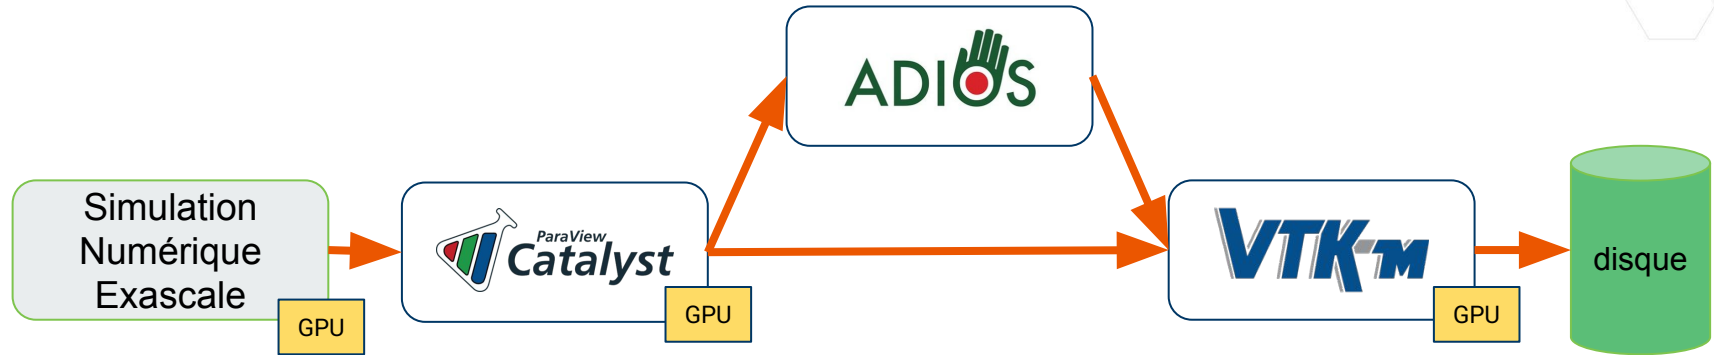 ADIOS
Simulation
Numérique
Exascale
GPU
ParaView
Catalyst
GPU
VTK-m
GPU
disque